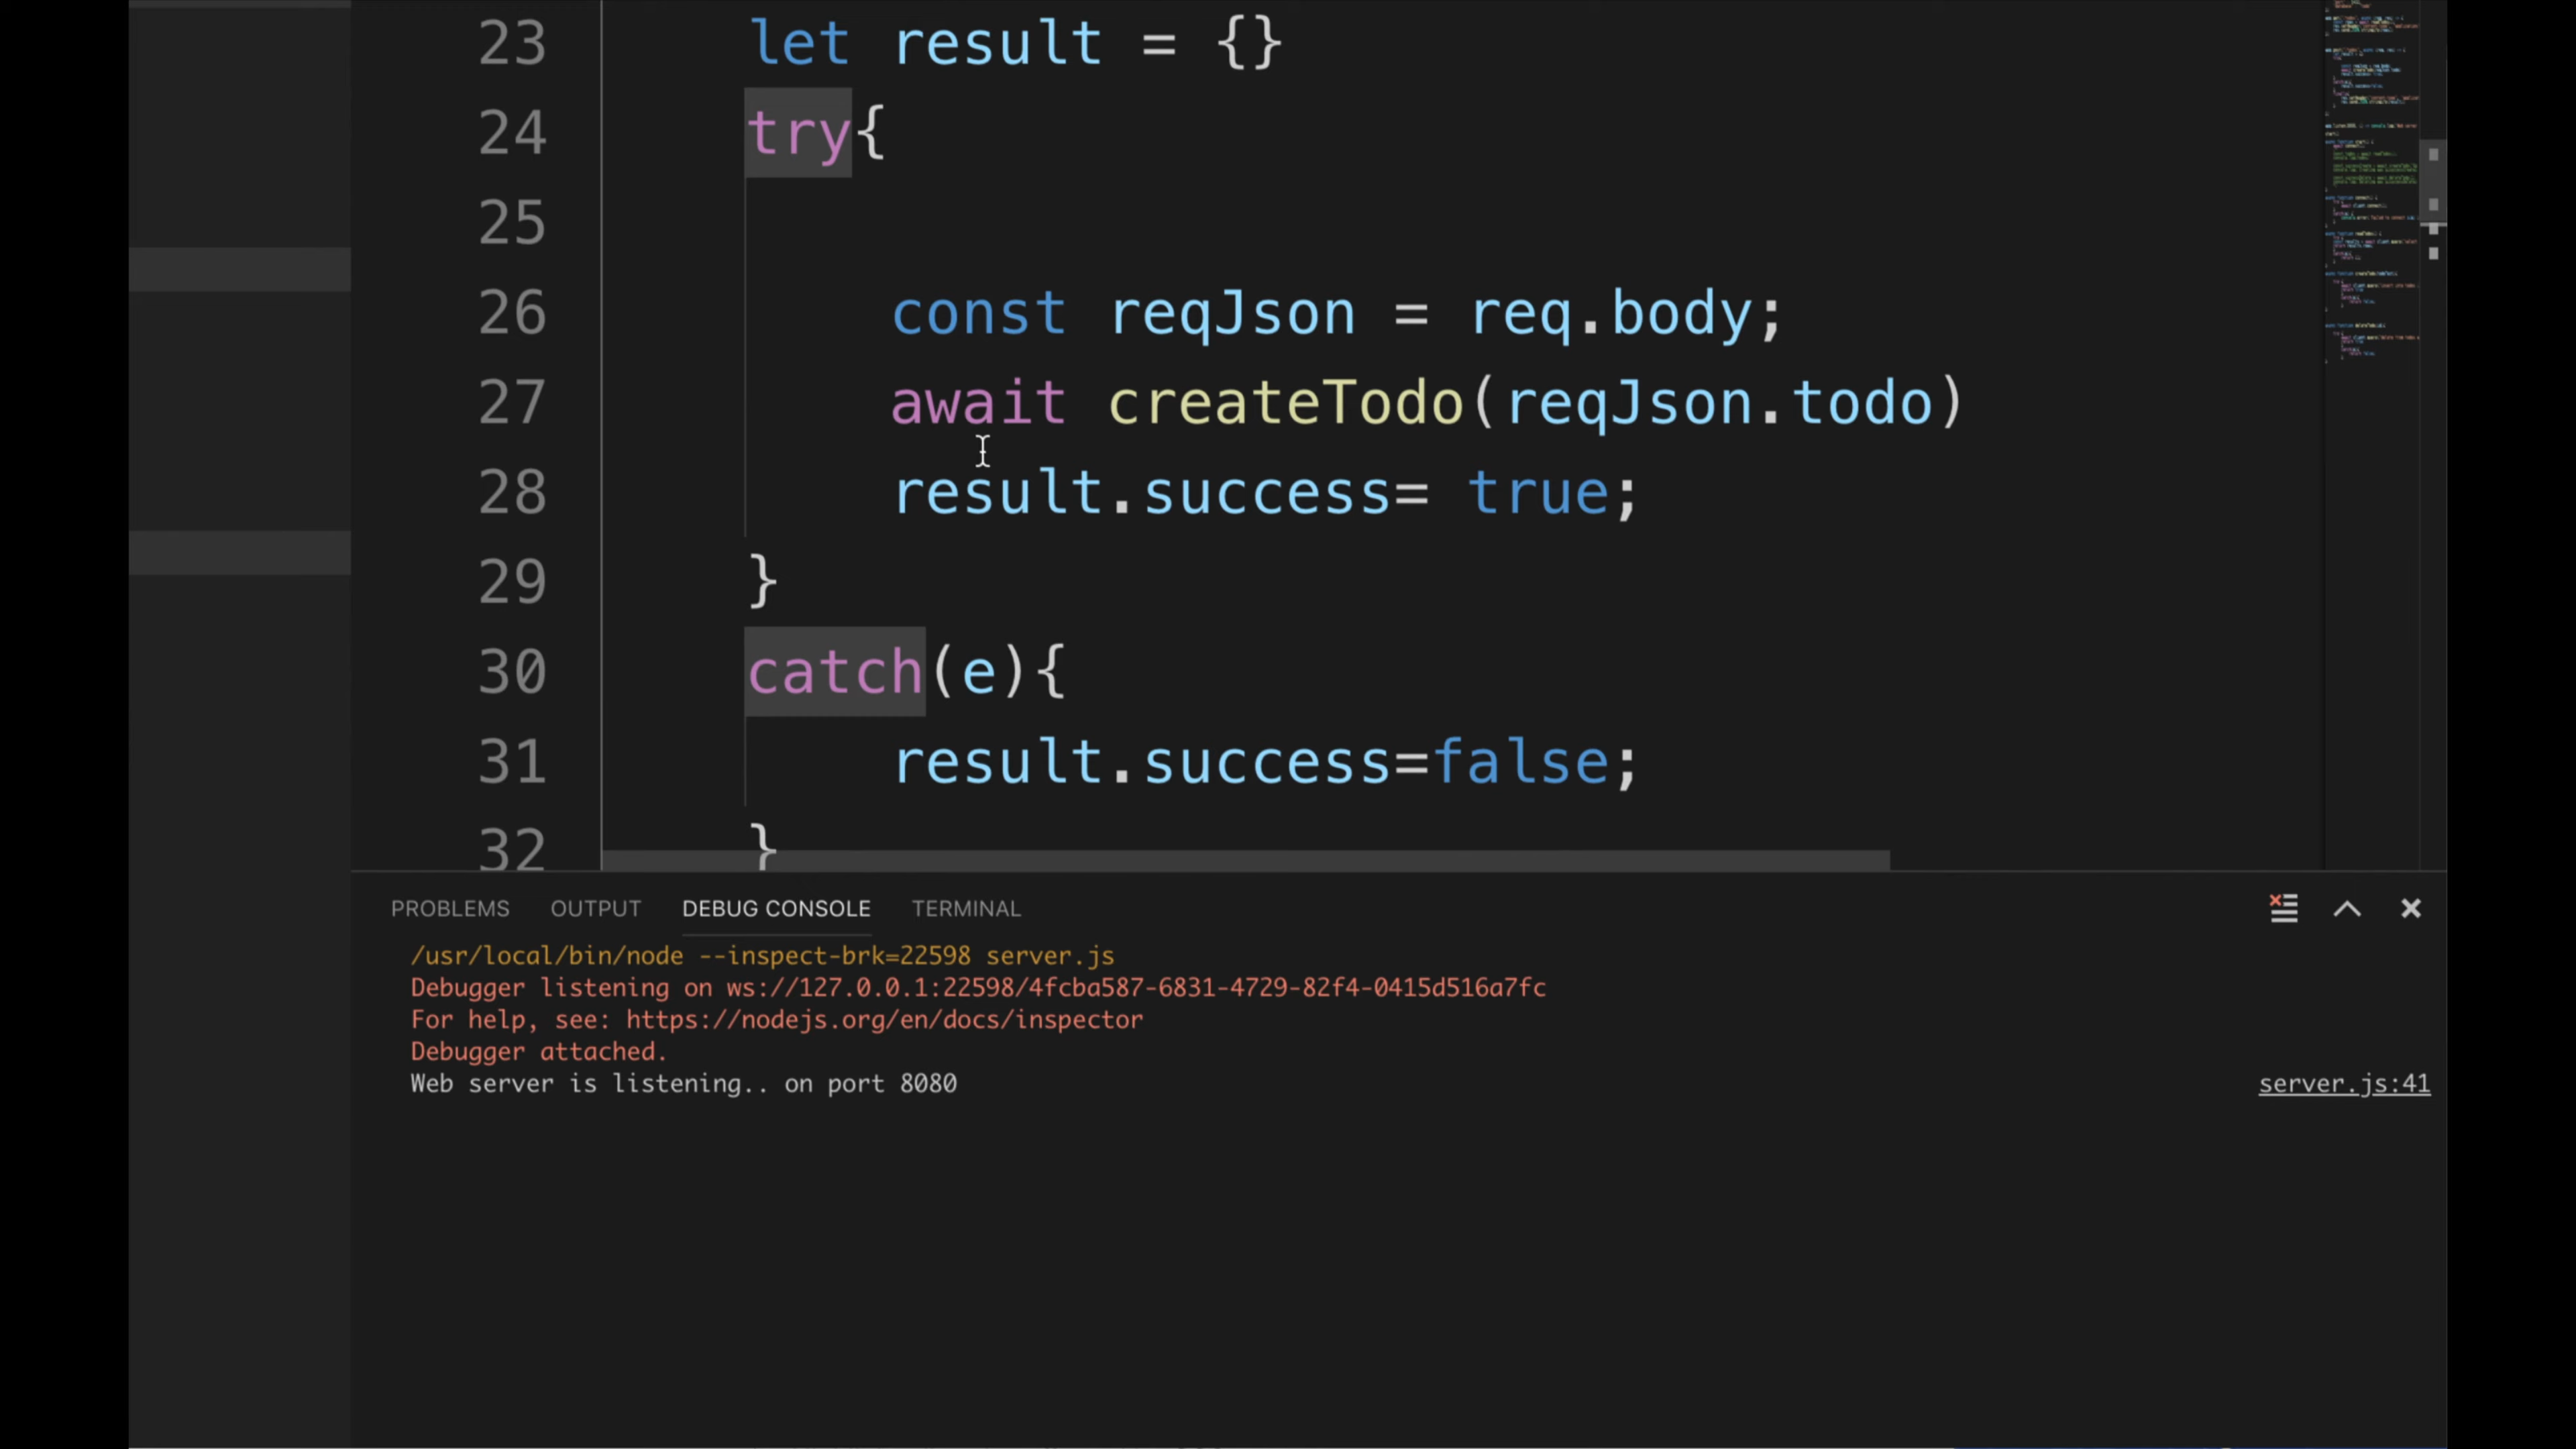 23 let result = {}
24 try{
25
26 const reqJson = req.body;
27 await createTodo(reqJson.todo)
28 result.success= true;
29 }
30 catch(e){
31 result.success=false;
32 }
PROBLEMS OUTPUT DEBUG CONSOLE TERMINAL
/usr/local/bin/node --inspect-brk=22598 server.js
Debugger listening on ws://127.0.0.1:22598/4fcba587-6831-4729-82f4-0415d516a7fc
For help, see: https://nodejs.org/en/docs/inspector
Debugger attached.
Web server is listening.. on port 8080 server.js:41